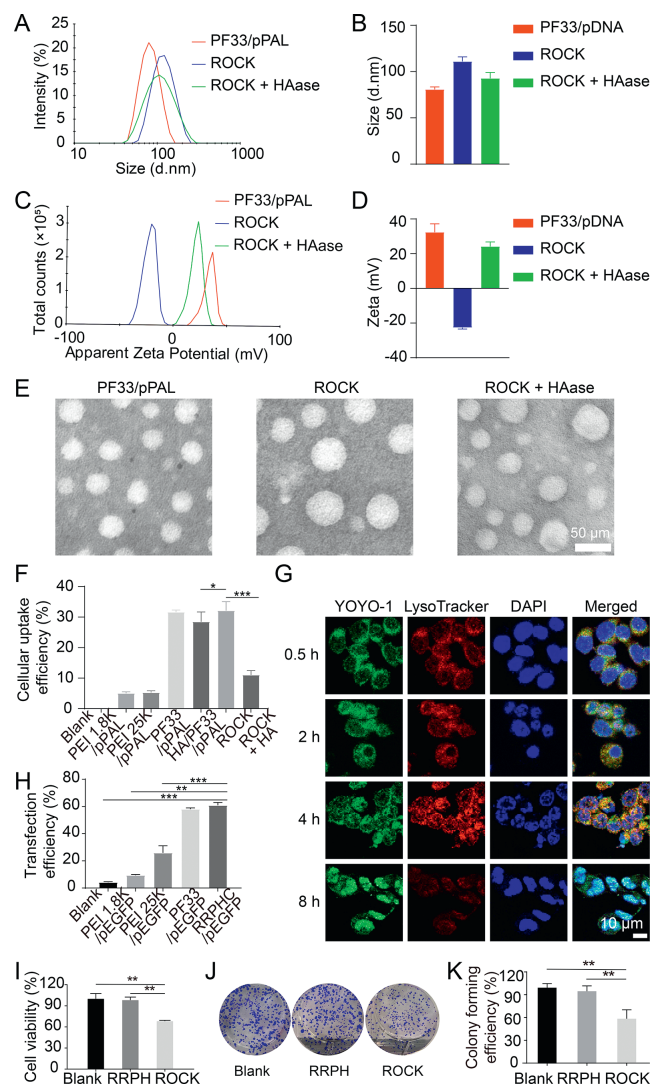 A
Intensity (%)
25
20
15
10
5
0
10
100
1000
Size (d.nm)
PF33/pPAL
ROCK
ROCK + HAase
B
Size (d.nm)
150
100
50
0
PF33/pDNA
ROCK
ROCK + HAase
C
Total counts (×10⁵)
3
2
1
0
-100
0
100
Apparent Zeta Potential (mV)
PF33/pPAL
ROCK
ROCK + HAase
D
Zeta (mV)
40
20
0
-20
-40
PF33/pDNA
ROCK
ROCK + HAase
E
PF33/pPAL
ROCK
ROCK + HAase
50 μm
F
Cellular uptake
efficiency (%)
40
30
20
10
0
*
***
Blank
PEI 1.8K
/pPAL
PEI 25K
/pPAL
PF33
/pPAL
HA/PF33
/pPAL
ROCK
ROCK
+ HA
G
YOYO-1
LysoTracker
DAPI
Merged
0.5 h
2 h
4 h
8 h
10 μm
H
Transfection
efficiency (%)
80
60
40
20
0
***
**
***
Blank
PEI 1.8K
/pEGFP
PEI 25K
/pEGFP
PF33
/pEGFP
RRPHC
/pEGFP
I
Cell viability (%)
120
90
60
30
0
**
**
Blank
RRPH
ROCK
J
Blank
RRPH
ROCK
K
Colony forming
efficiency (%)
120
90
60
30
0
**
**
Blank
RRPH
ROCK